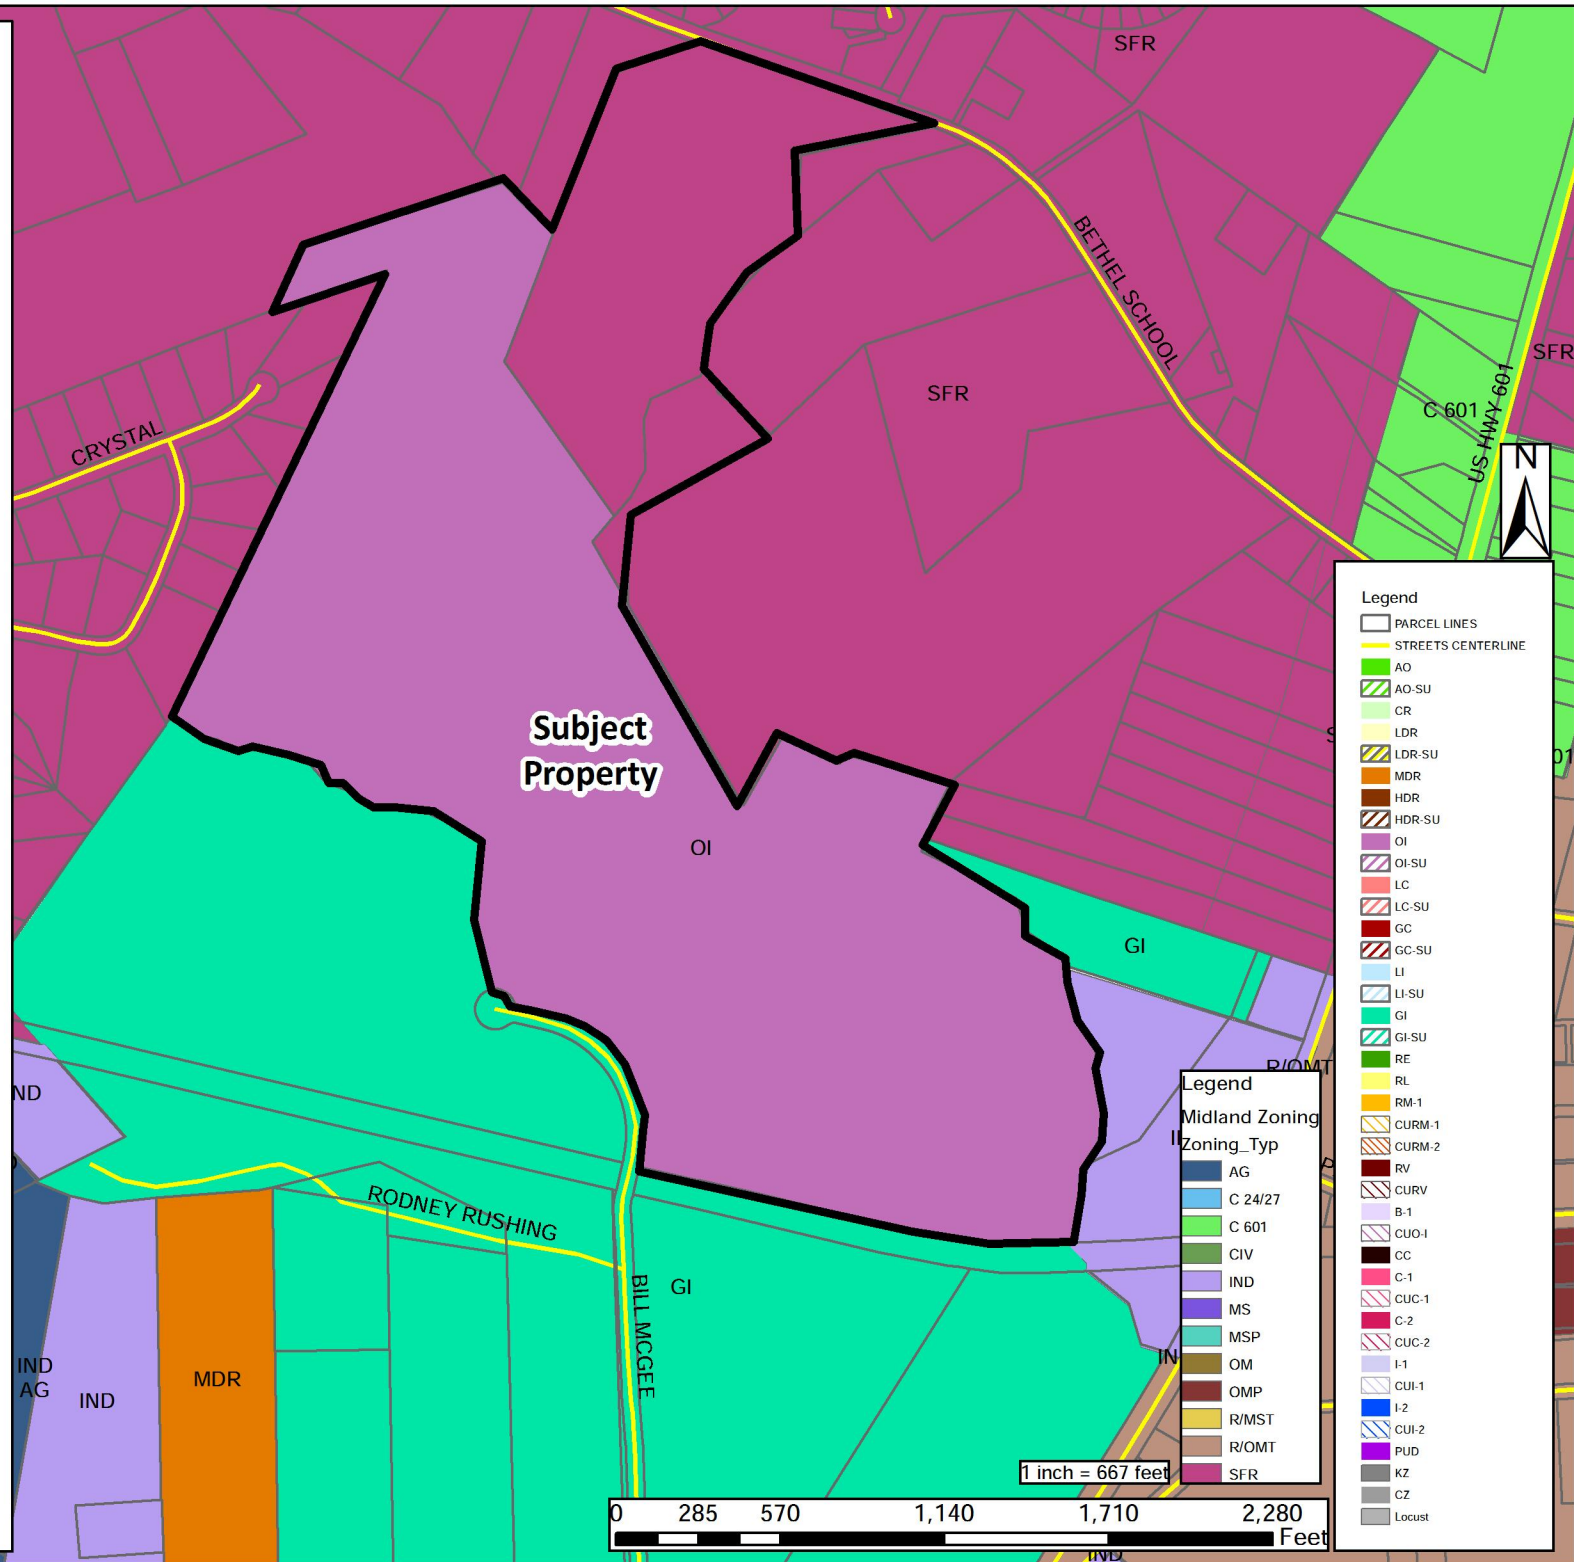 SFR
BETHEL SCHOOL
SFR
SFR
C 601
US HWY 601
CRYSTAL
N
Subject
Property
OI
GI
R/OMT
ND
RODNEY RUSHING
GI
BILL MCGEE
IND
AG
IND
MDR
IN
IND
01
Legend
PARCEL LINES
STREETS CENTERLINE
AO
AO-SU
CR
LDR
LDR-SU
MDR
HDR
HDR-SU
OI
OI-SU
LC
LC-SU
GC
GC-SU
LI
LI-SU
GI
GI-SU
RE
RL
RM-1
CURM-1
CURM-2
RV
CURV
B-1
CUO-I
CC
C-1
CUC-1
C-2
CUC-2
I-1
CUI-1
I-2
CUI-2
PUD
KZ
CZ
Locust
Legend
Midland Zoning
Zoning_Typ
AG
C 24/27
C 601
CIV
IND
MS
MSP
OM
OMP
R/MST
R/OMT
SFR
1 inch = 667 feet
0 285 570 1,140 1,710 2,280
Feet